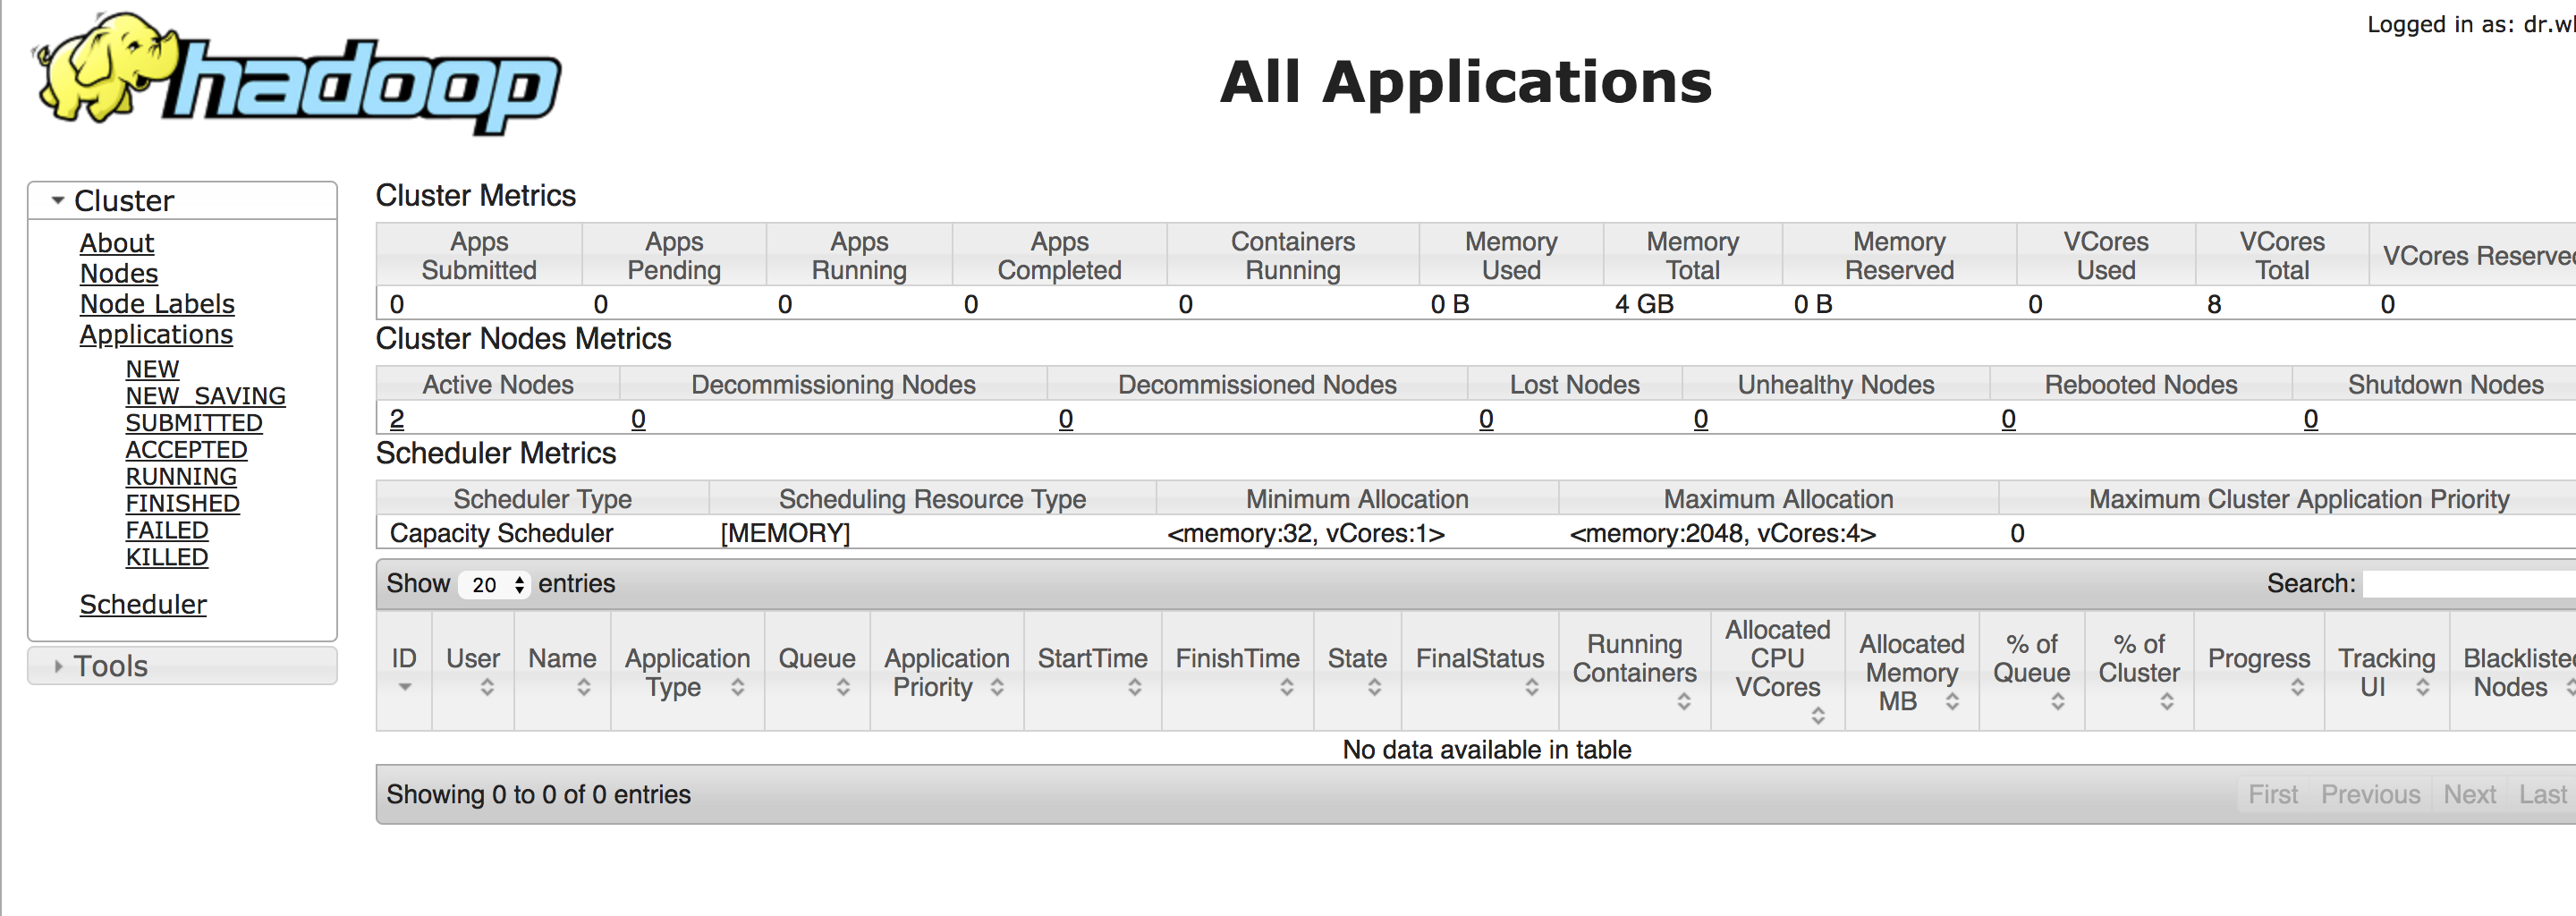 hadoop
Logged in as: dr.w
All Applications
Cluster
About
Nodes
Node Labels
Applications
NEW
NEW_SAVING
SUBMITTED
ACCEPTED
RUNNING
FINISHED
FAILED
KILLED
Scheduler
Tools
Cluster Metrics
Apps Submitted Apps Pending Apps Running Apps Completed Containers Running Memory Used Memory Total Memory Reserved VCores Used VCores Total VCores Reserve
0 0 0 0 0 0 B 4 GB 0 B 0 8 0
Cluster Nodes Metrics
Active Nodes Decommissioning Nodes Decommissioned Nodes Lost Nodes Unhealthy Nodes Rebooted Nodes Shutdown Nodes
2 0 0 0 0 0 0
Scheduler Metrics
Scheduler Type Scheduling Resource Type Minimum Allocation Maximum Allocation Maximum Cluster Application Priority
Capacity Scheduler [MEMORY] <memory:32, vCores:1> <memory:2048, vCores:4> 0
Show 20 entries Search:
ID User Name Application Type Queue Application Priority StartTime FinishTime State FinalStatus Running Containers Allocated CPU VCores Allocated Memory MB % of Queue % of Cluster Progress Tracking UI Blackliste Nodes
No data available in table
Showing 0 to 0 of 0 entries First Previous Next Last